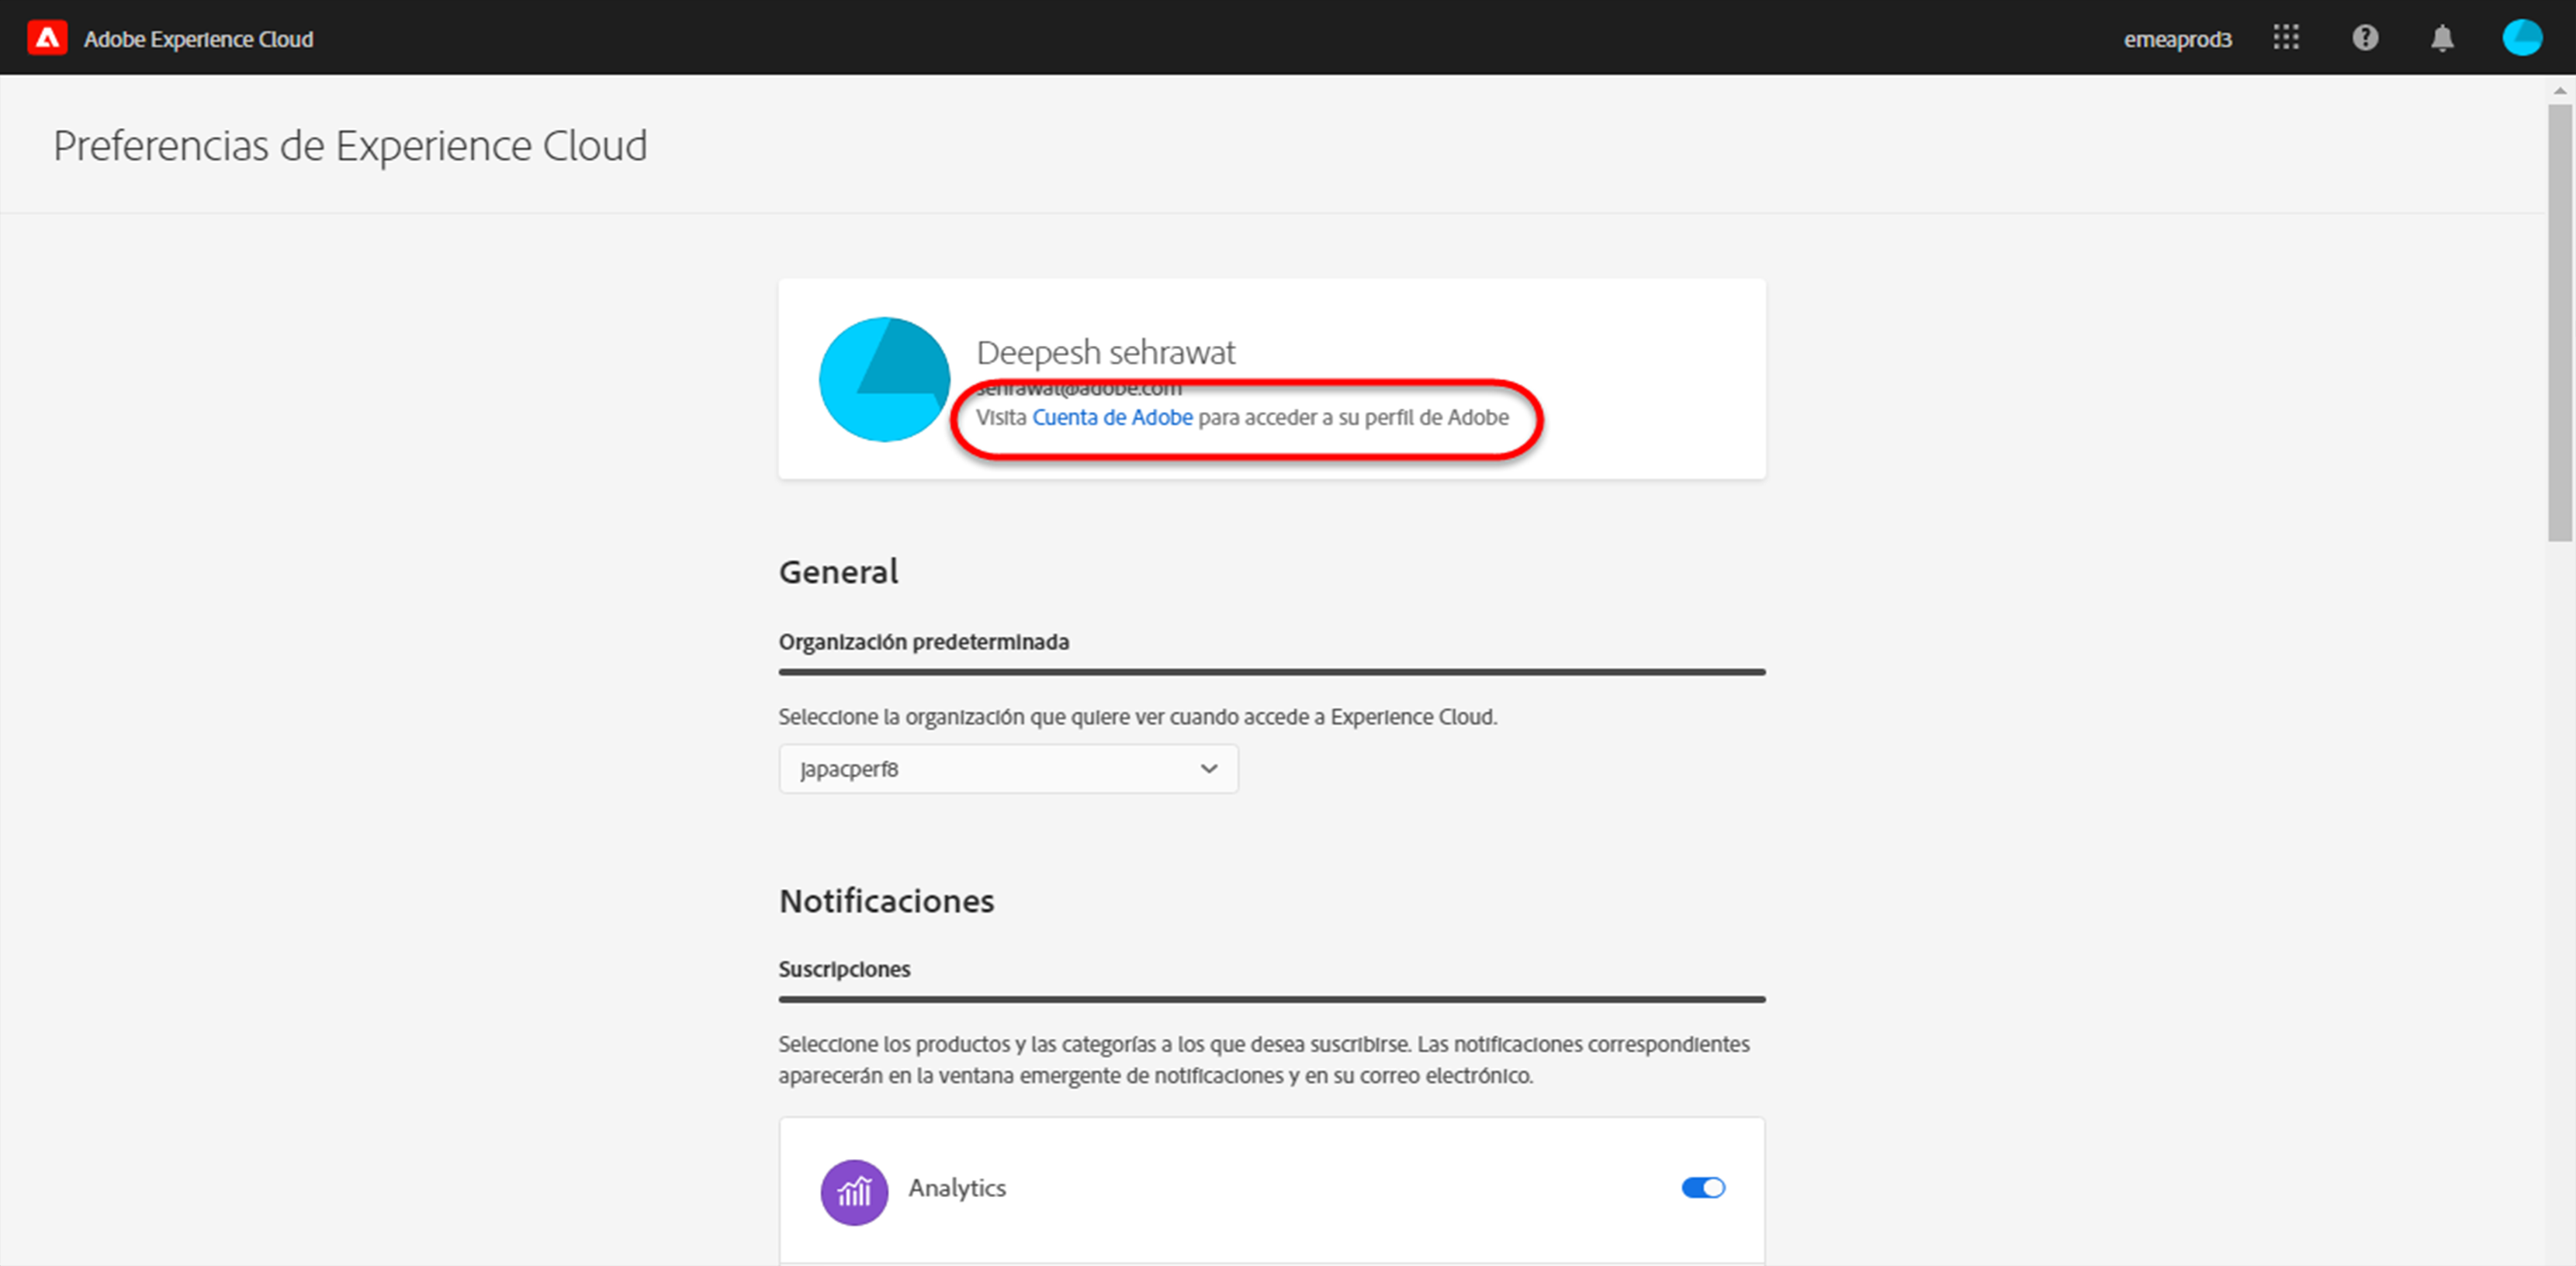 Adobe Experience Cloud
emeaprod3
Preferencias de Experience Cloud
Deepesh sehrawat
sehrawat@adobe.com
Visita Cuenta de Adobe para acceder a su perfil de Adobe
General
Organización predeterminada
Seleccione la organización que quiere ver cuando accede a Experience Cloud.
Japacperf8
Notificaciones
Suscripciones
Seleccione los productos y las categorías a los que desea suscribirse. Las notificaciones correspondientes
aparecerán en la ventana emergente de notificaciones y en su correo electrónico.
Analytics